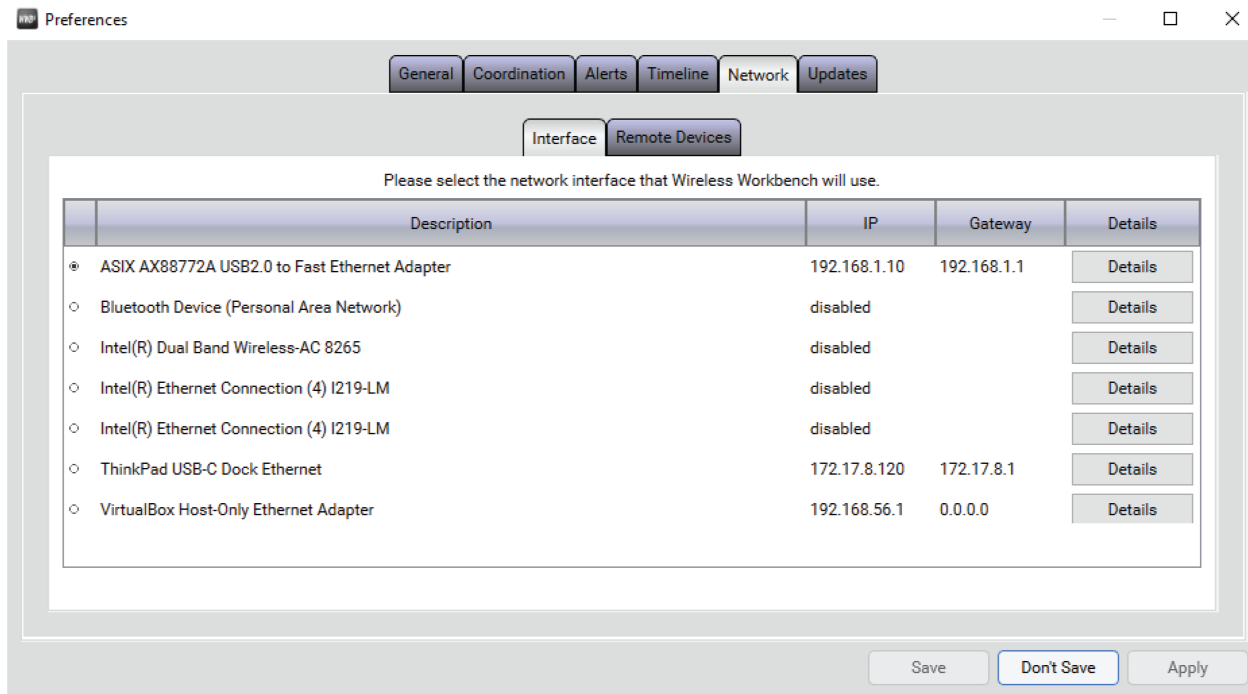 Preferences
General Coordination Alerts Timeline Network Updates
Interface Remote Devices
Please select the network interface that Wireless Workbench will use.
Description IP Gateway Details
ASIX AX88772A USB2.0 to Fast Ethernet Adapter 192.168.1.10 192.168.1.1 Details
Bluetooth Device (Personal Area Network) disabled Details
Intel(R) Dual Band Wireless-AC 8265 disabled Details
Intel(R) Ethernet Connection (4) I219-LM disabled Details
Intel(R) Ethernet Connection (4) I219-LM disabled Details
ThinkPad USB-C Dock Ethernet 172.17.8.120 172.17.8.1 Details
VirtualBox Host-Only Ethernet Adapter 192.168.56.1 0.0.0.0 Details
Save Don't Save Apply